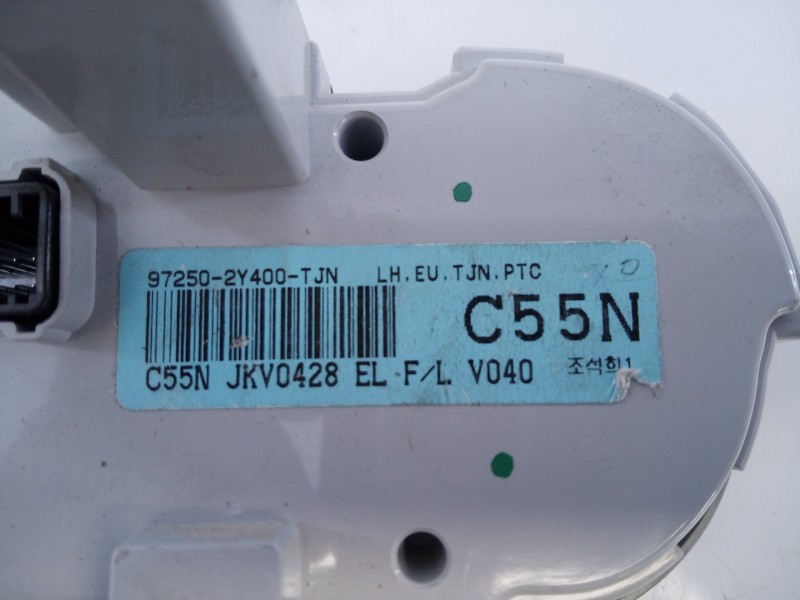 97250-2Y400-TJN LH.EU.TJN.PTC
C55N
C55N JKV0428 EL F/L V040 조석희1